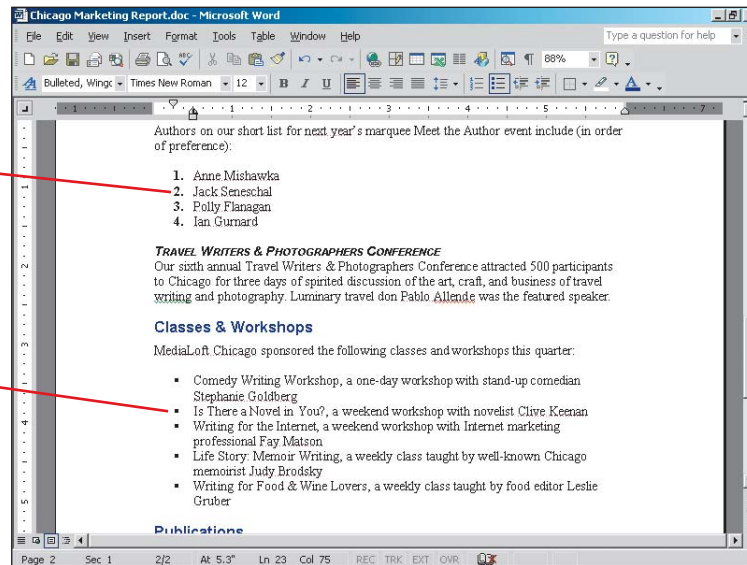 Chicago Marketing Report.doc - Microsoft Word
File Edit View Insert Format Tools Table Window Help Type a question for help
88%
Bulleted, Wingc Times New Roman 12 B I U A
1 1 2 3 4 5 7
Authors on our short list for next year's marquee Meet the Author event include (in order
of preference):
1. Anne Mishawka
2. Jack Seneschal
3. Polly Flanagan
4. Ian Gurnard
TRAVEL WRITERS & PHOTOGRAPHERS CONFERENCE
Our sixth annual Travel Writers & Photographers Conference attracted 500 participants
to Chicago for three days of spirited discussion of the art, craft, and business of travel
writing and photography. Luminary travel don Pablo Allende was the featured speaker.
Classes & Workshops
MediaLoft Chicago sponsored the following classes and workshops this quarter:
▪ Comedy Writing Workshop, a one-day workshop with stand-up comedian
Stephanie Goldberg
▪ Is There a Novel in You?, a weekend workshop with novelist Clive Keenan
▪ Writing for the Internet, a weekend workshop with Internet marketing
professional Fay Matson
▪ Life Story: Memoir Writing, a weekly class taught by well-known Chicago
memoirist Judy Brodsky
▪ Writing for Food & Wine Lovers, a weekly class taught by food editor Leslie
Gruber
Publications
Page 2 Sec 1 2/2 At 5.3" Ln 23 Col 75 REC TRK EXT OVR